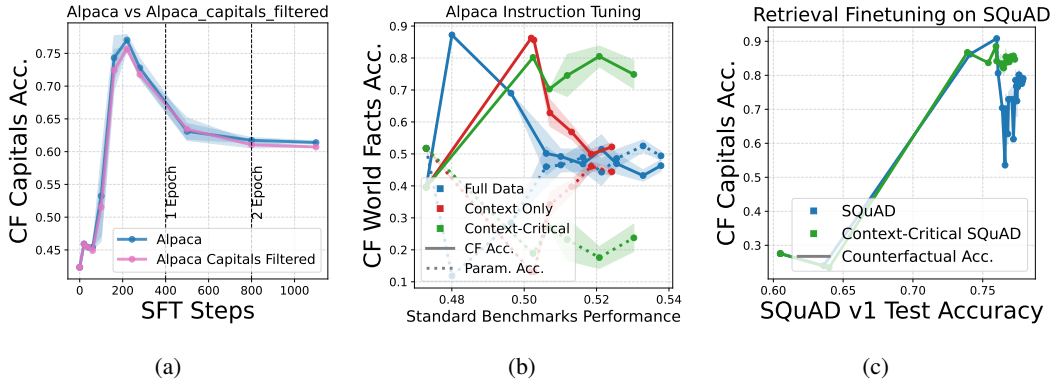 Alpaca vs Alpaca_capitals_filtered
CF Capitals Acc.
0.75
0.70
0.65
0.60
0.55
0.50
0.45
1 Epoch
2 Epoch
Alpaca
Alpaca Capitals Filtered
0 200 400 600 800 1000
SFT Steps
(a)
Alpaca Instruction Tuning
CF World Facts Acc.
0.9
0.8
0.7
0.6
0.5
0.4
0.3
0.2
0.1
Full Data
Context Only
Context-Critical
CF Acc.
Param. Acc.
0.48 0.50 0.52 0.54
Standard Benchmarks Performance
(b)
Retrieval Finetuning on SQuAD
CF Capitals Acc.
0.9
0.8
0.7
0.6
0.5
0.4
0.3
SQuAD
Context-Critical SQuAD
Counterfactual Acc.
0.60 0.65 0.70 0.75
SQuAD v1 Test Accuracy
(c)